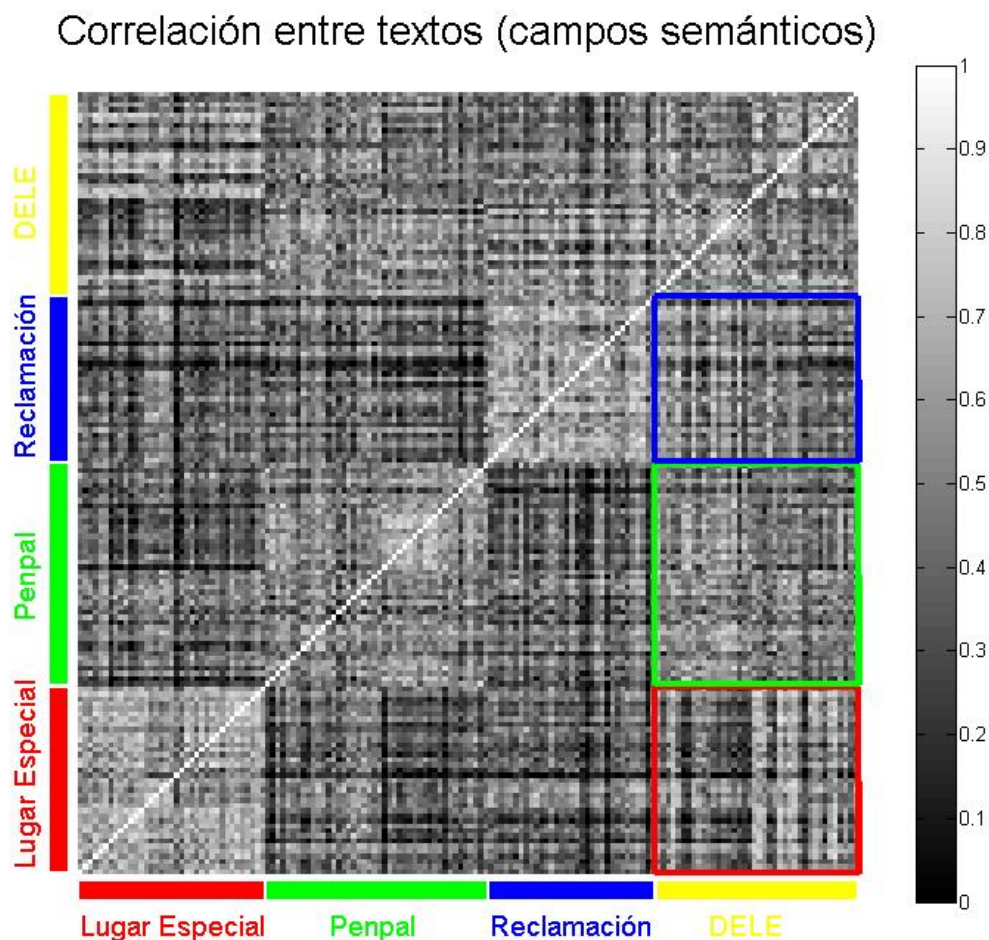 Correlación entre textos (campos semánticos)
DELE
Reclamación
Penpal
Lugar Especial
Lugar Especial
Penpal
Reclamación
DELE
1
0.9
0.8
0.7
0.6
0.5
0.4
0.3
0.2
0.1
0